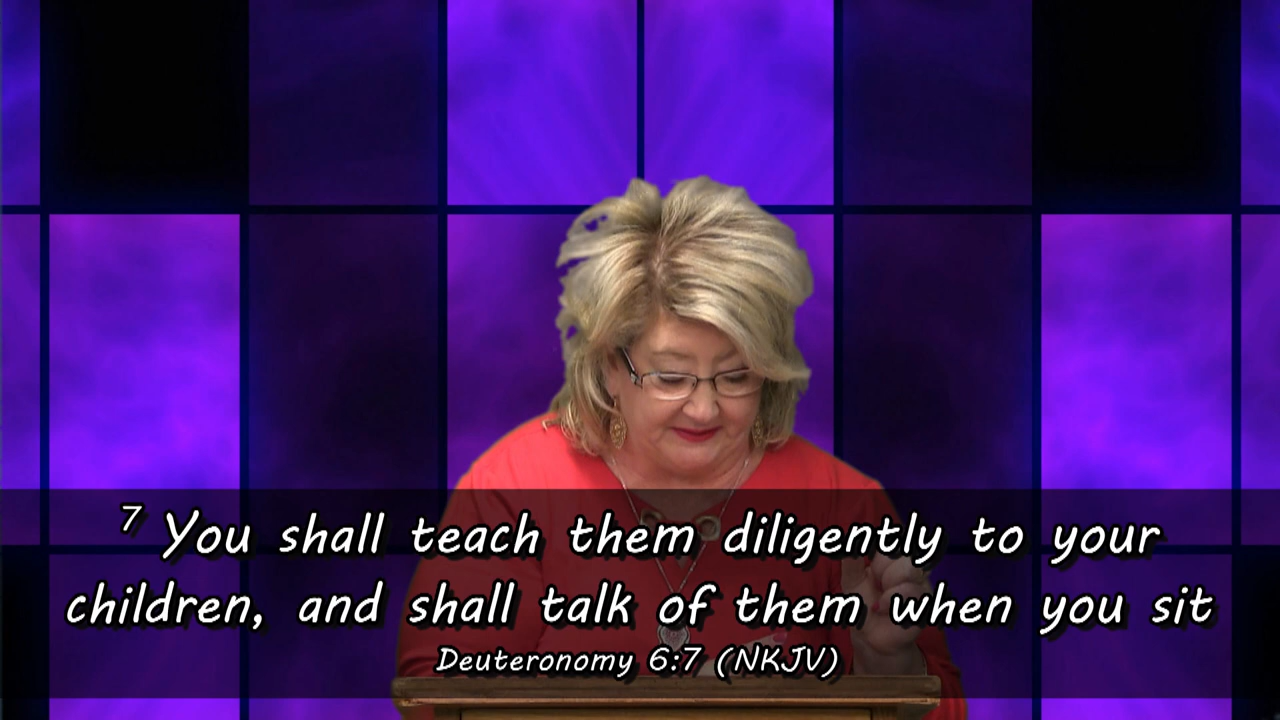 7 You shall teach them diligently to your
children, and shall talk of them when you sit
Deuteronomy 6:7 (NKJV)